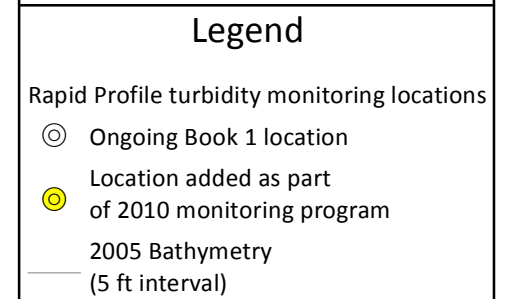 Legend
Rapid Profile turbidity monitoring locations
Ongoing Book 1 location
Location added as part
of 2010 monitoring program
2005 Bathymetry
(5 ft interval)